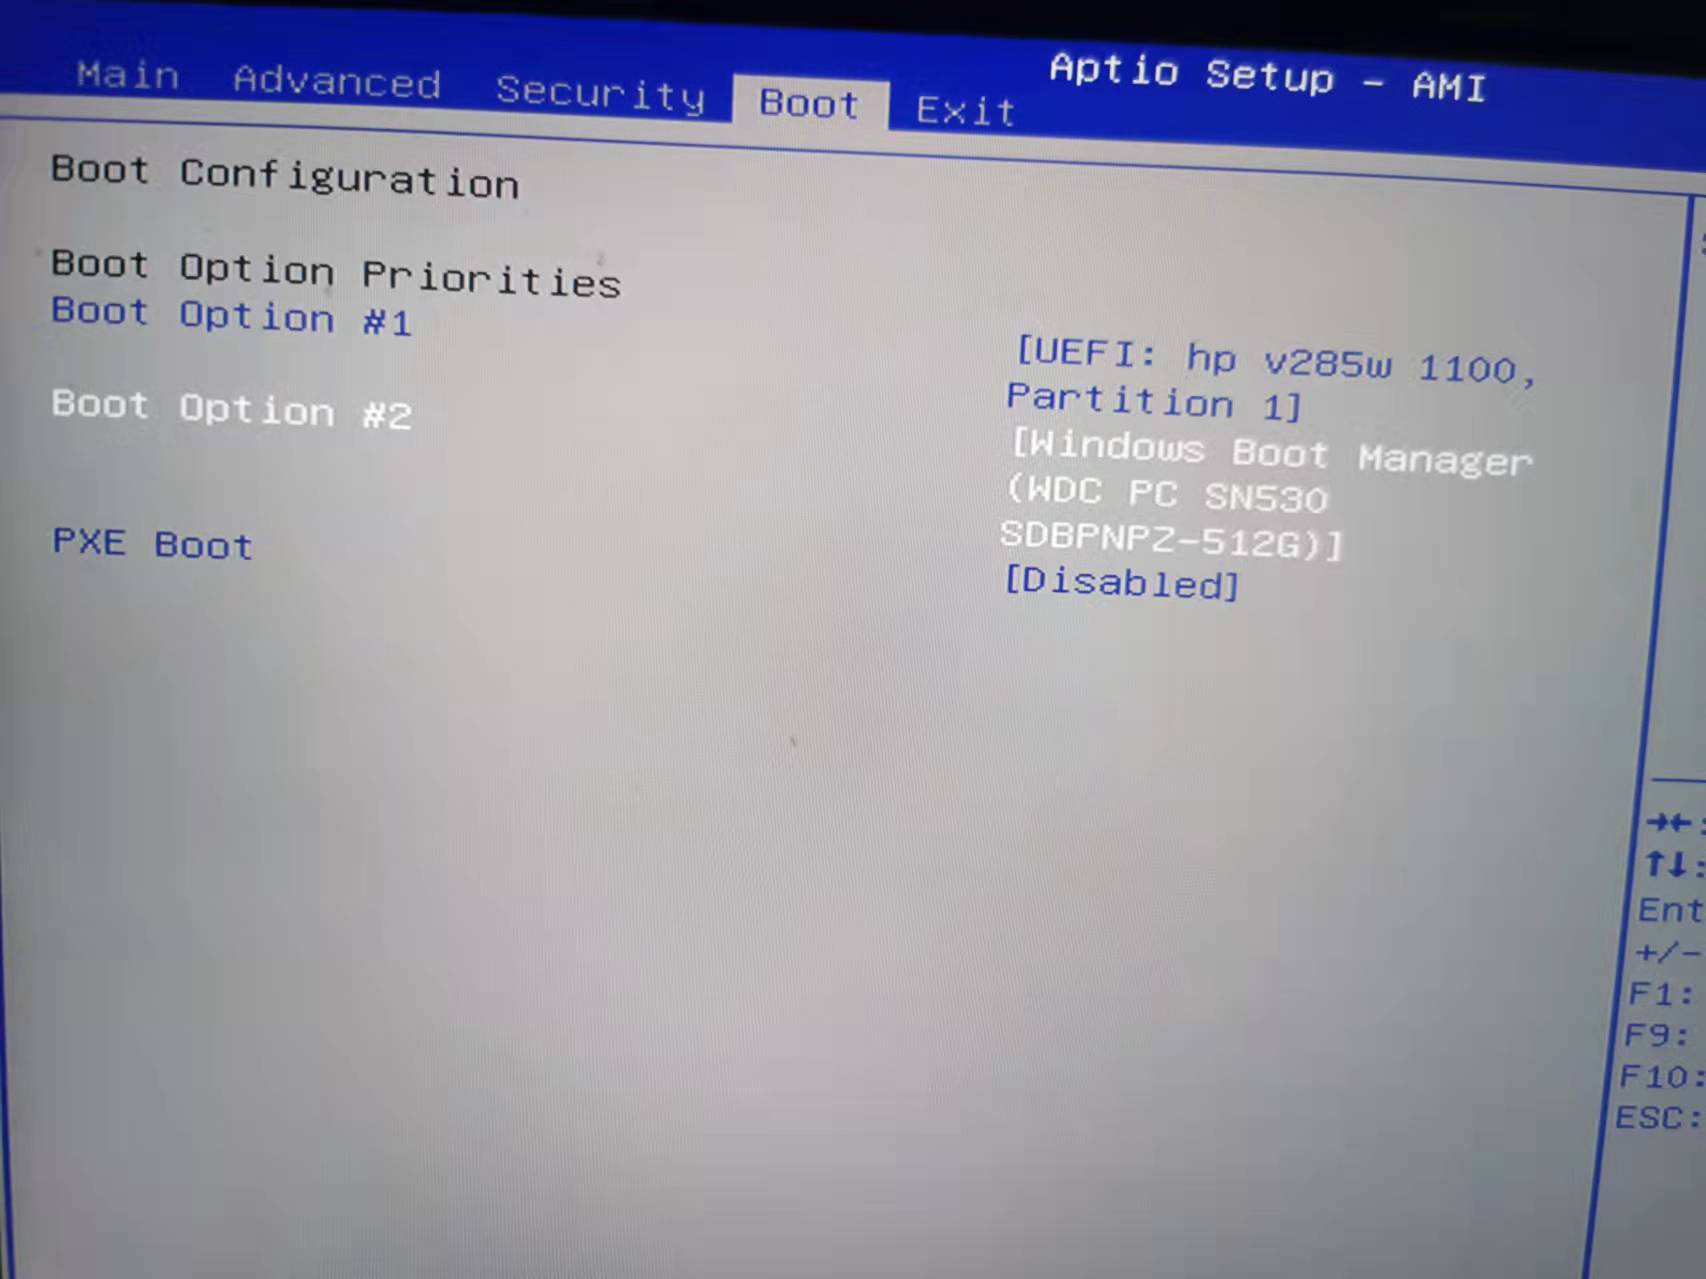 Aptio Setup - AMI
Main Advanced Security Boot Exit
Boot Configuration
Boot Option Priorities
Boot Option #1 [UEFI: hp v285w 1100,
Partition 1]
Boot Option #2 [Windows Boot Manager
(WDC PC SN530
SDBPNPZ-512G)]
PXE Boot [Disabled]
→←:
↑↓:
Ent
+/-
F1:
F9:
F10:
ESC: